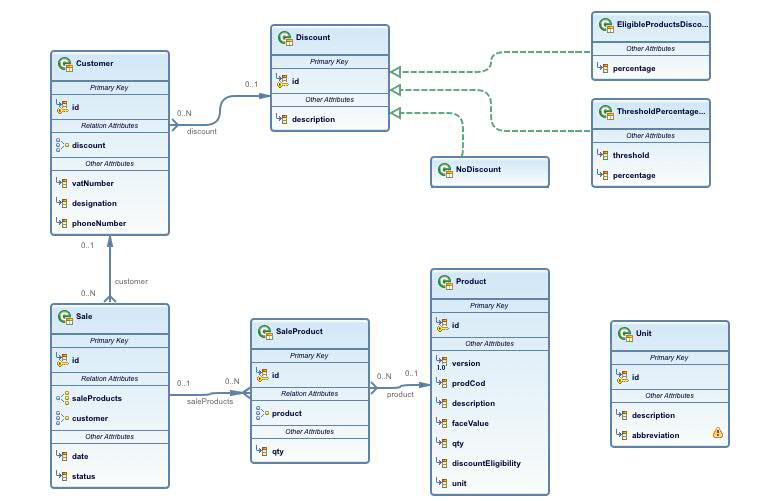 Customer
Primary Key
id
Relation Attributes
discount
Other Attributes
vatNumber
designation
phoneNumber
0..N
discount
0..1
Discount
Primary Key
id
Other Attributes
description
EligibleProductsDisco...
Other Attributes
percentage
ThresholdPercentage...
Other Attributes
threshold
percentage
NoDiscount
0..1
customer
0..N
Sale
Primary Key
id
Relation Attributes
saleProducts
customer
Other Attributes
date
status
0..1
0..N
saleProducts
SaleProduct
Primary Key
id
Relation Attributes
product
Other Attributes
qty
0..N
0..1
product
Product
Primary Key
id
Other Attributes
1.0 version
prodCod
description
faceValue
qty
discountEligibility
unit
Unit
Primary Key
id
Other Attributes
description
abbreviation